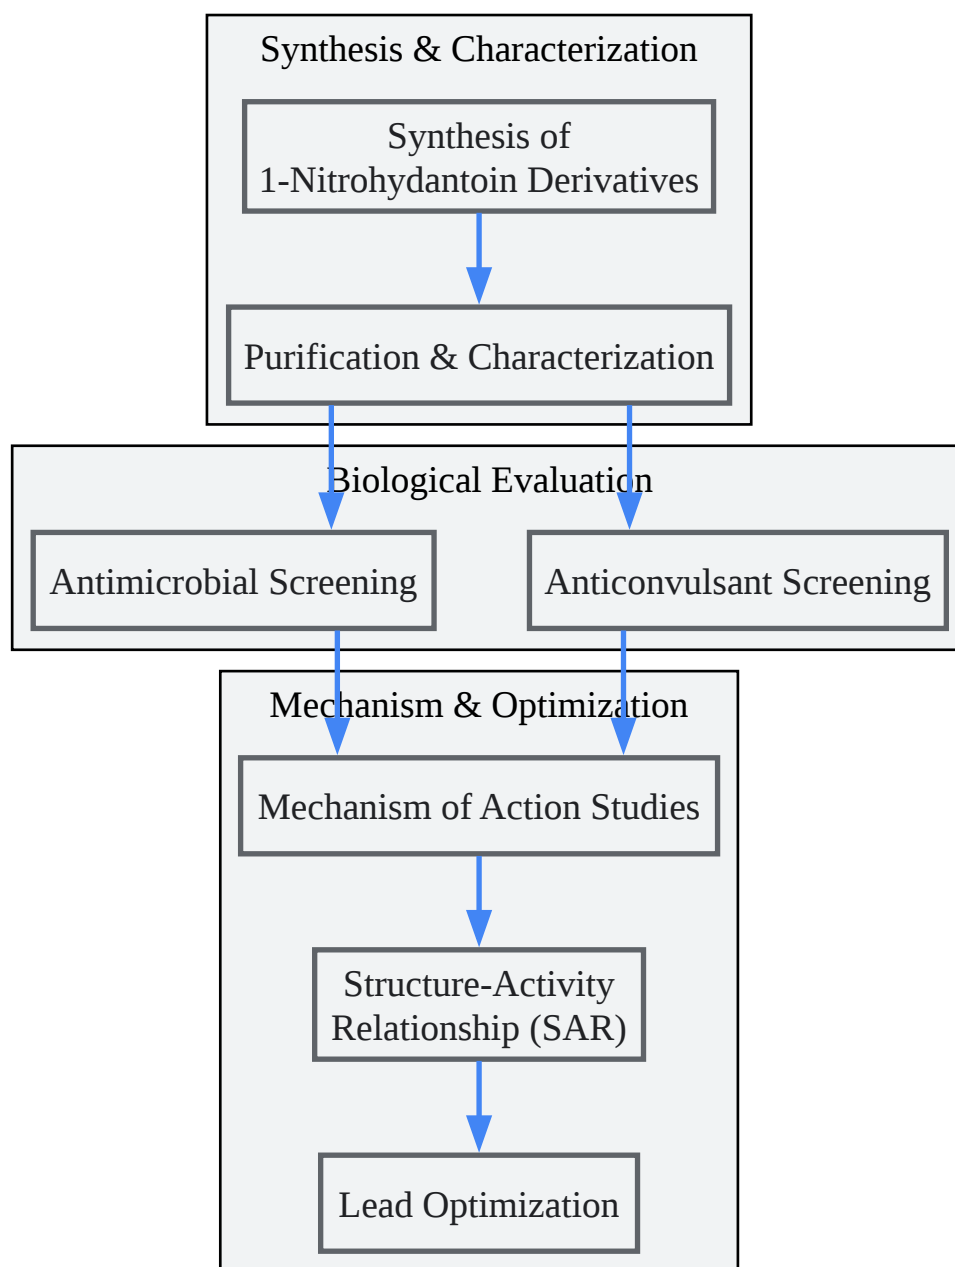 Synthesis & Characterization
Synthesis of
1-Nitrohydantoin Derivatives
Purification & Characterization
Biological Evaluation
Antimicrobial Screening
Anticonvulsant Screening
Mechanism & Optimization
Mechanism of Action Studies
Structure-Activity
Relationship (SAR)
Lead Optimization